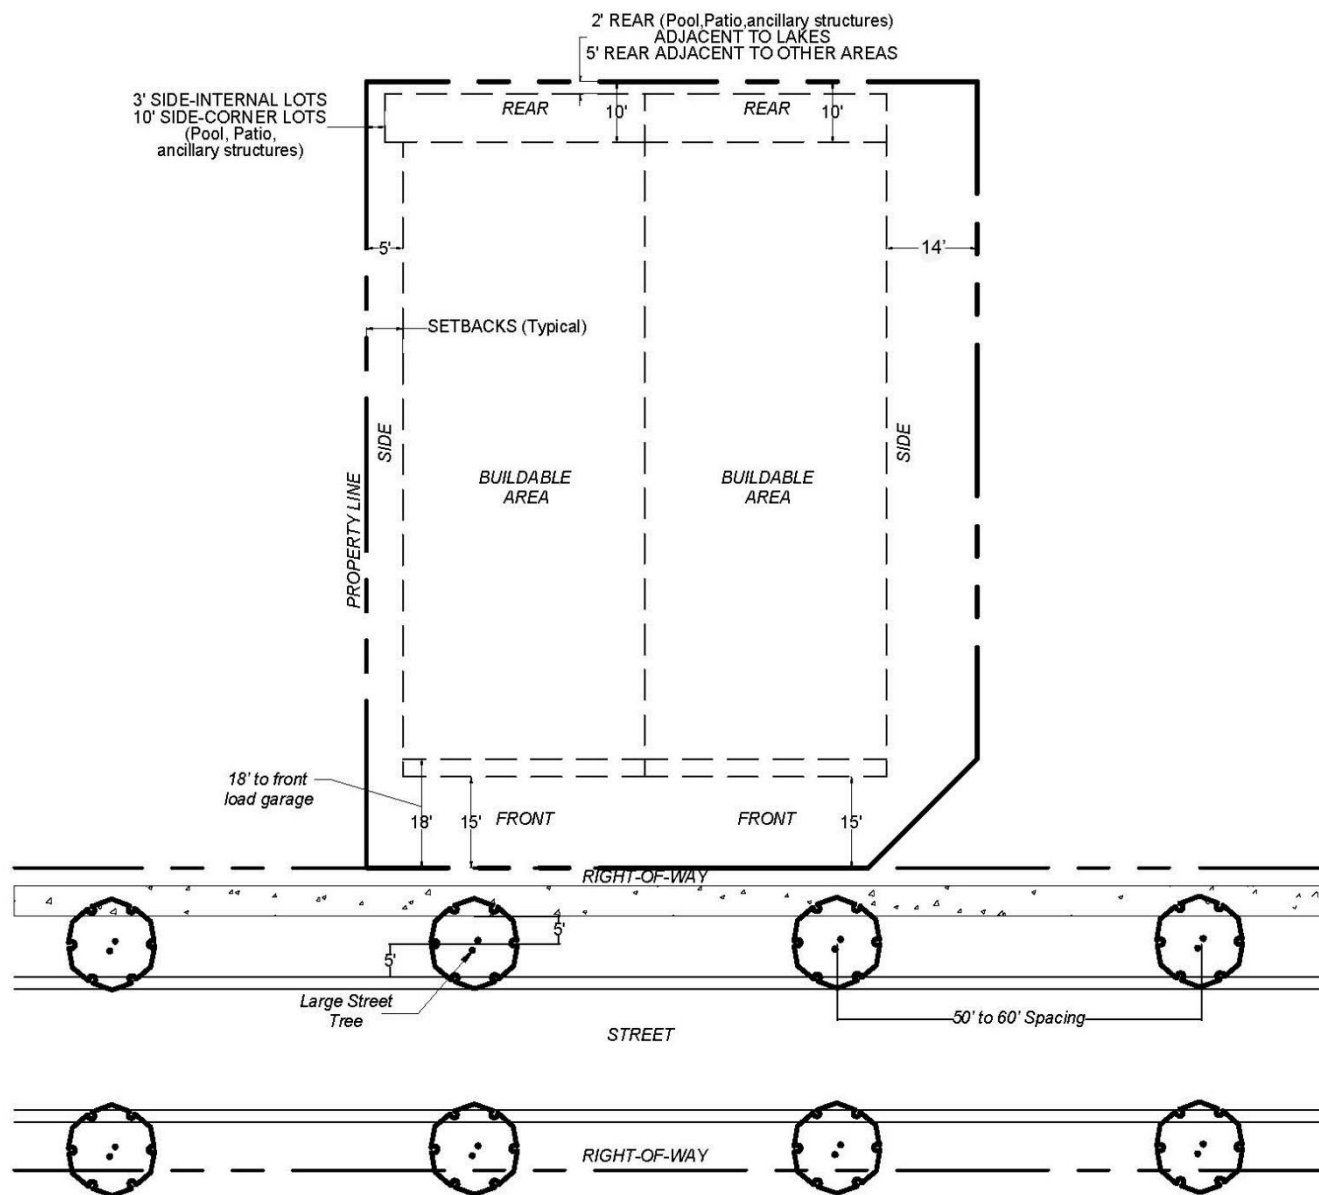 2' REAR (Pool,Patio,ancillary structures)
ADJACENT TO LAKES
5' REAR ADJACENT TO OTHER AREAS
3' SIDE-INTERNAL LOTS
10' SIDE-CORNER LOTS
(Pool, Patio,
ancillary structures)
REAR
10'
REAR
10'
5'
14'
SETBACKS (Typical)
SIDE
SIDE
PROPERTY LINE
BUILDABLE
AREA
BUILDABLE
AREA
18' to front
load garage
18'
15'
FRONT
FRONT
15'
RIGHT-OF-WAY
5'
5'
Large Street
Tree
50' to 60' Spacing
STREET
RIGHT-OF-WAY